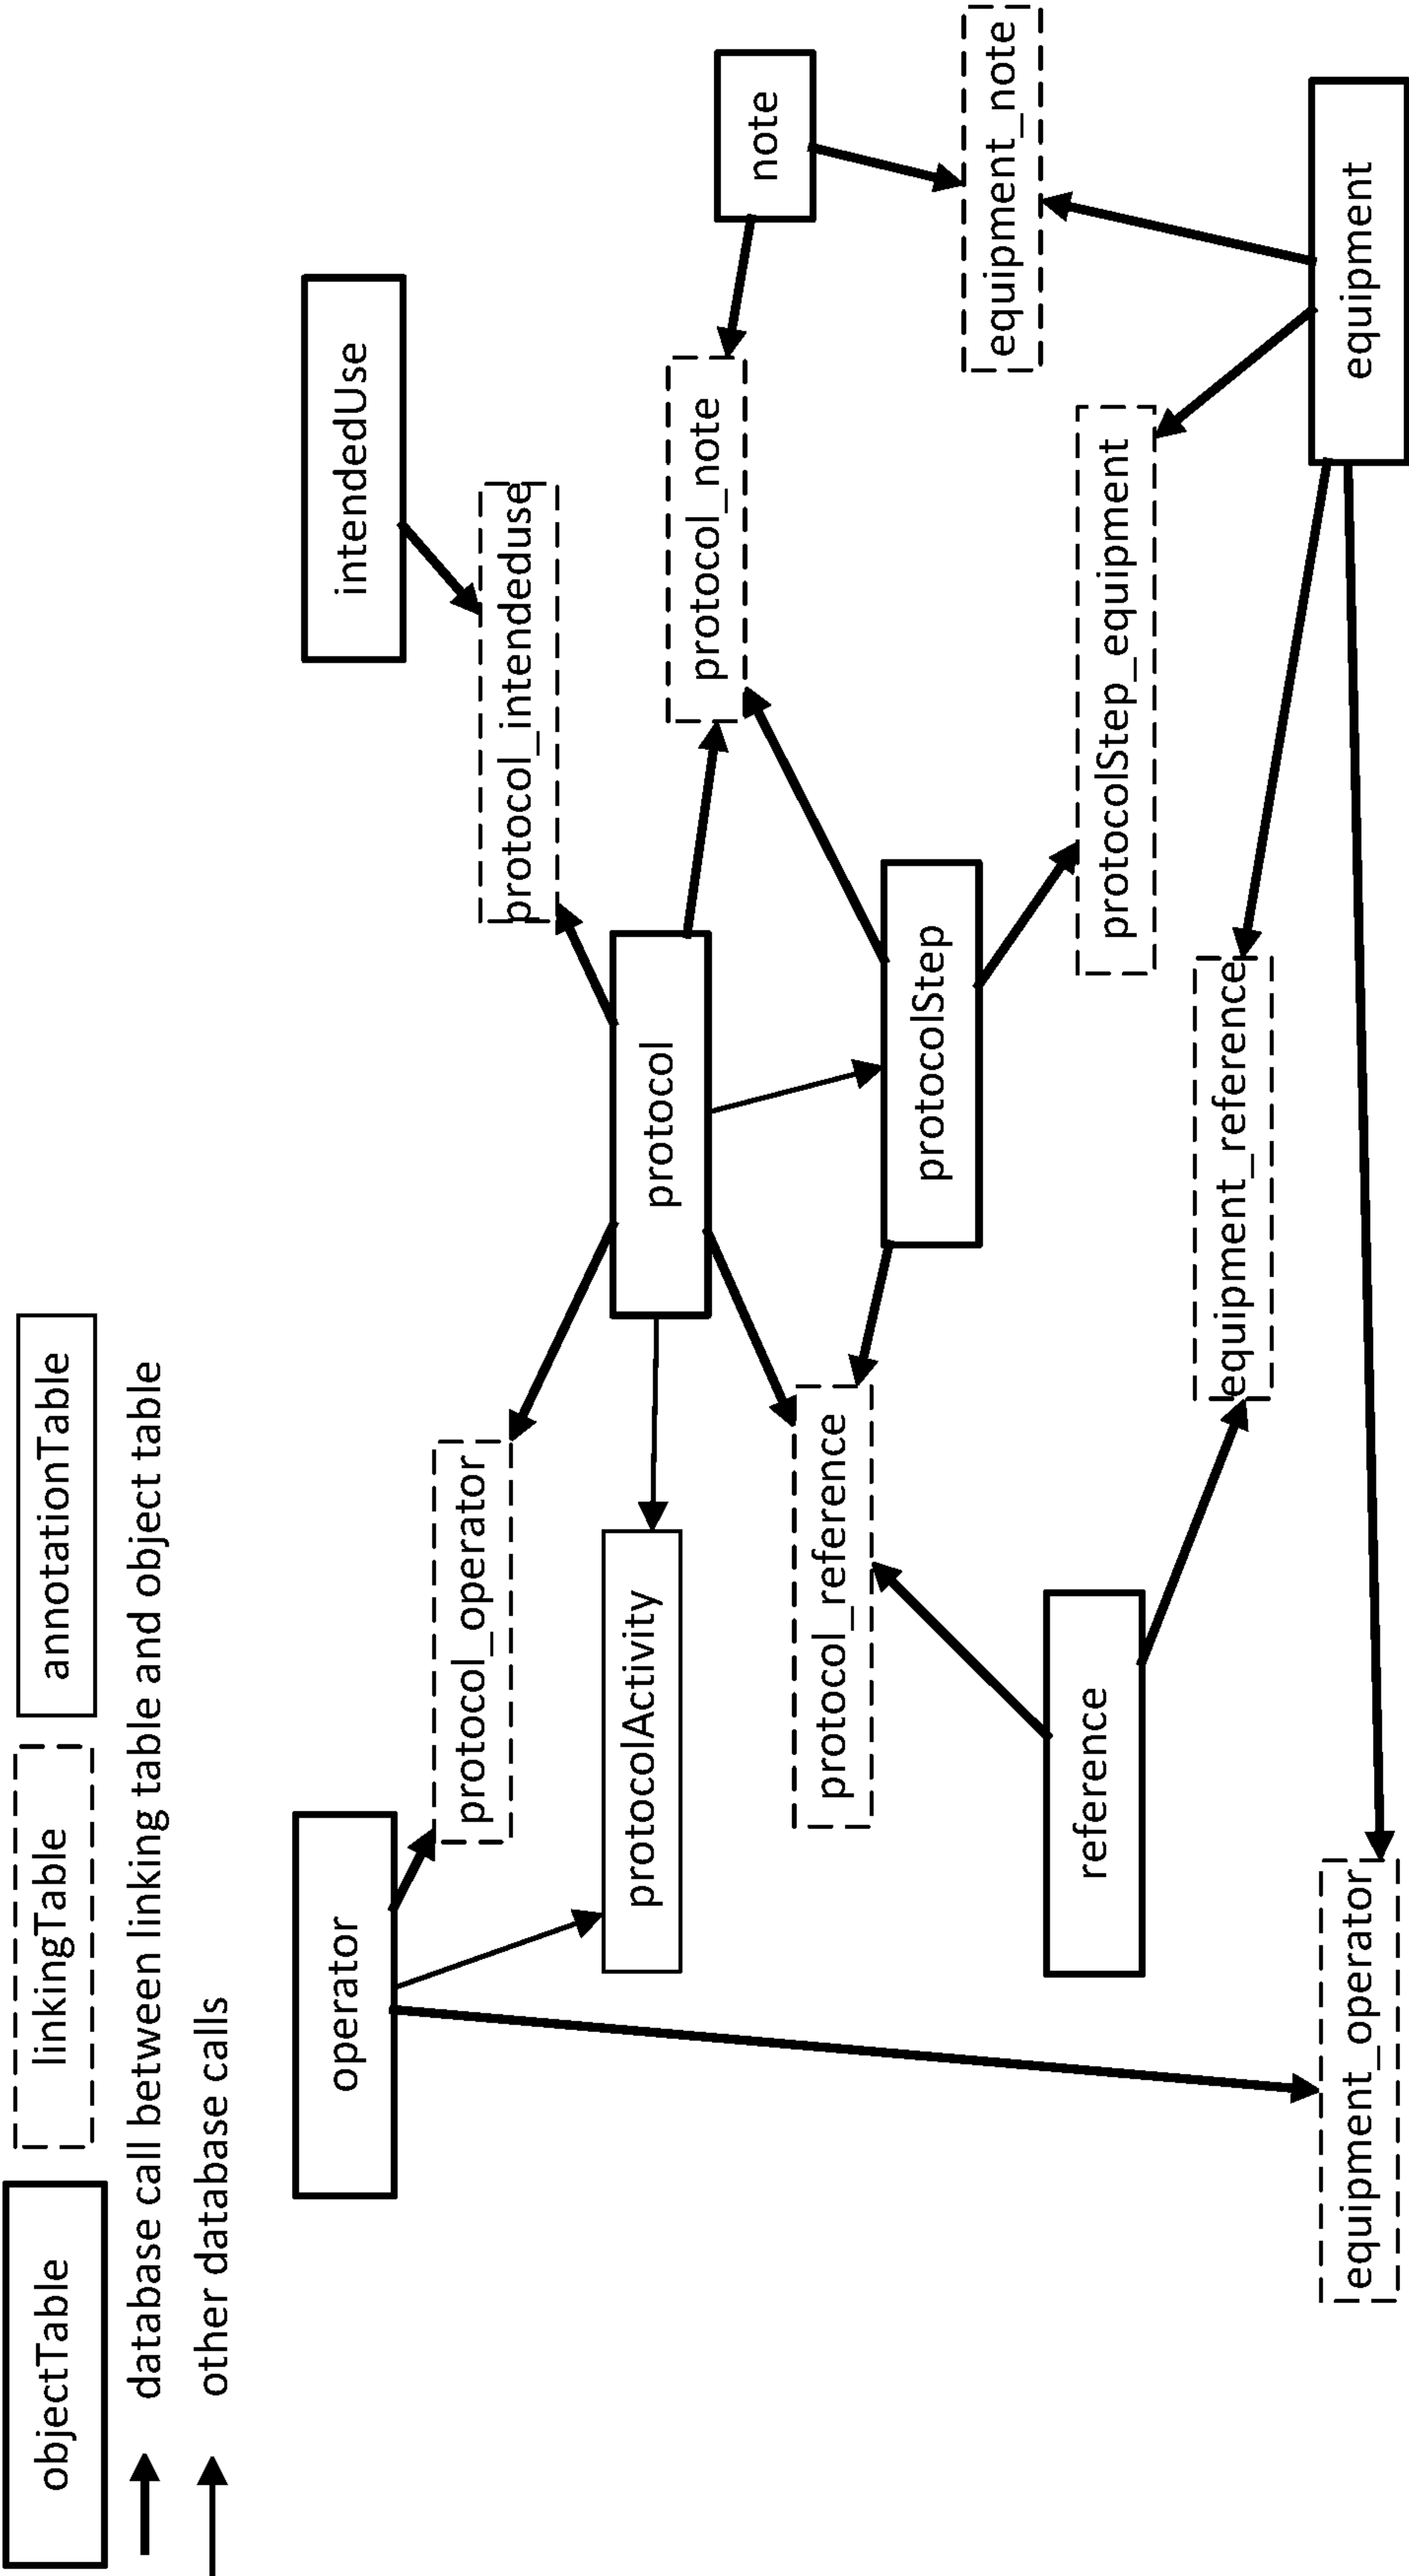 objectTable
linkingTable
annotationTable
database call between linking table and object table
other database calls
operator
intendedUse
protocol_operator
protocol_intendeduse
protocolActivity
protocol
protocol_note
note
protocol_reference
protocolStep
equipment_note
reference
protocolStep_equipment
equipment_reference
equipment_operator
equipment